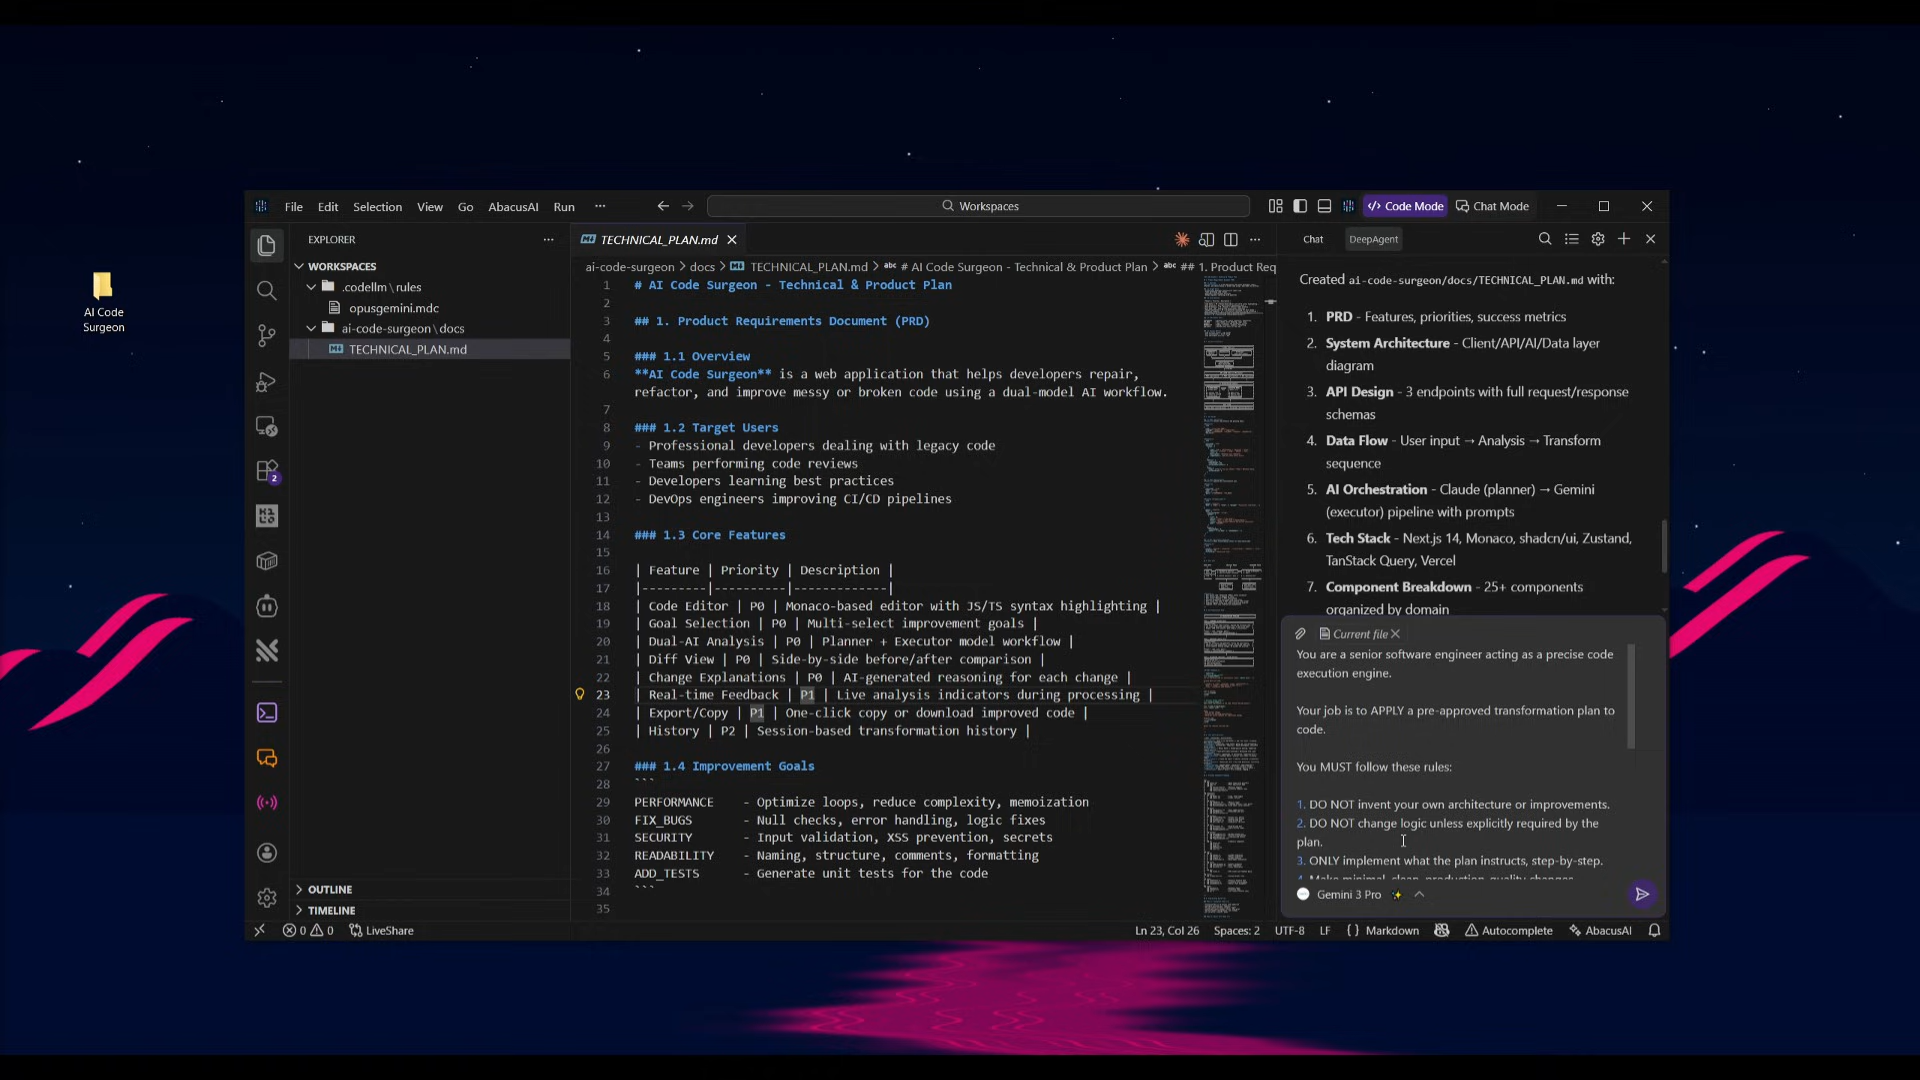 File Edit Selection View Go AbacusAI Run ···
Workspaces
Code Mode
Chat Mode
EXPLORER
WORKSPACES
.codellm\rules
opusgemini.mdc
ai-code-surgeon\docs
TECHNICAL_PLAN.md
OUTLINE
TIMELINE
AI Code
Surgeon
2
TECHNICAL_PLAN.md
ai-code-surgeon > docs > TECHNICAL_PLAN.md > # AI Code Surgeon - Technical & Product Plan > ## 1. Product Req
1 # AI Code Surgeon - Technical & Product Plan
2
3 ## 1. Product Requirements Document (PRD)
4
5 ### 1.1 Overview
6 **AI Code Surgeon** is a web application that helps developers repair,
refactor, and improve messy or broken code using a dual-model AI workflow.
7
8 ### 1.2 Target Users
9 - Professional developers dealing with legacy code
10 - Teams performing code reviews
11 - Developers learning best practices
12 - DevOps engineers improving CI/CD pipelines
13
14 ### 1.3 Core Features
15
16 | Feature | Priority | Description |
17 |---------|----------|-------------|
18 | Code Editor | P0 | Monaco-based editor with JS/TS syntax highlighting |
19 | Goal Selection | P0 | Multi-select improvement goals |
20 | Dual-AI Analysis | P0 | Planner + Executor model workflow |
21 | Diff View | P0 | Side-by-side before/after comparison |
22 | Change Explanations | P0 | AI-generated reasoning for each change |
23 | Real-time Feedback | P1 | Live analysis indicators during processing |
24 | Export/Copy | P1 | One-click copy or download improved code |
25 | History | P2 | Session-based transformation history |
26
27 ### 1.4 Improvement Goals
28 ```
29 PERFORMANCE - Optimize loops, reduce complexity, memoization
30 FIX_BUGS - Null checks, error handling, logic fixes
31 SECURITY - Input validation, XSS prevention, secrets
32 READABILITY - Naming, structure, comments, formatting
33 ADD_TESTS - Generate unit tests for the code
34 ```
35
Chat DeepAgent
Created ai-code-surgeon/docs/TECHNICAL_PLAN.md with:
1. PRD - Features, priorities, success metrics
2. System Architecture - Client/API/AI/Data layer
diagram
3. API Design - 3 endpoints with full request/response
schemas
4. Data Flow - User input → Analysis → Transform
sequence
5. AI Orchestration - Claude (planner) → Gemini
(executor) pipeline with prompts
6. Tech Stack - Next.js 14, Monaco, shadcn/ui, Zustand,
TanStack Query, Vercel
7. Component Breakdown - 25+ components
organized by domain
Current file
You are a senior software engineer acting as a precise code
execution engine.
Your job is to APPLY a pre-approved transformation plan to
code.
You MUST follow these rules:
1. DO NOT invent your own architecture or improvements.
2. DO NOT change logic unless explicitly required by the
plan.
3. ONLY implement what the plan instructs, step-by-step.
4. Make minimal, clean, production-quality changes.
Gemini 3 Pro
0 0 LiveShare
Ln 23, Col 26 Spaces: 2 UTF-8 LF { } Markdown Autocomplete AbacusAI